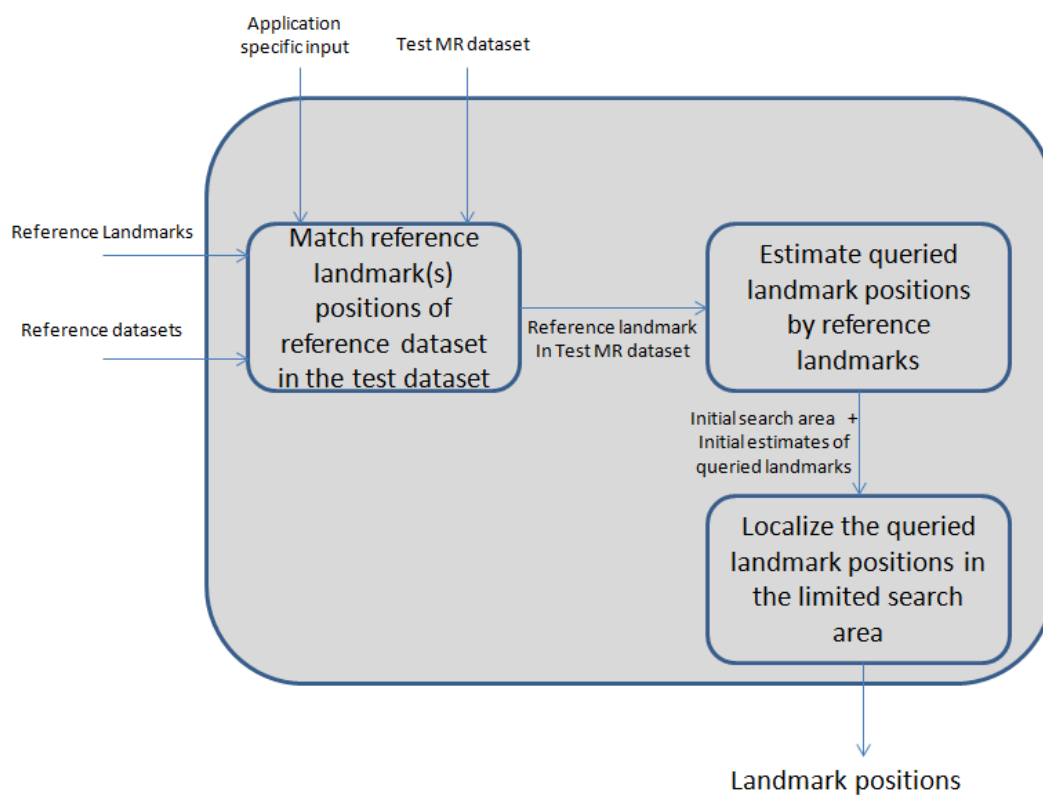 Application
specific input
Test MR dataset
Reference Landmarks
Reference datasets
Match reference
landmark(s)
positions of
reference dataset
in the test dataset
Reference landmark
In Test MR dataset
Estimate queried
landmark positions
by reference
landmarks
Initial search area +
Initial estimates of
queried landmarks
Localize the queried
landmark positions in
the limited search
area
Landmark positions